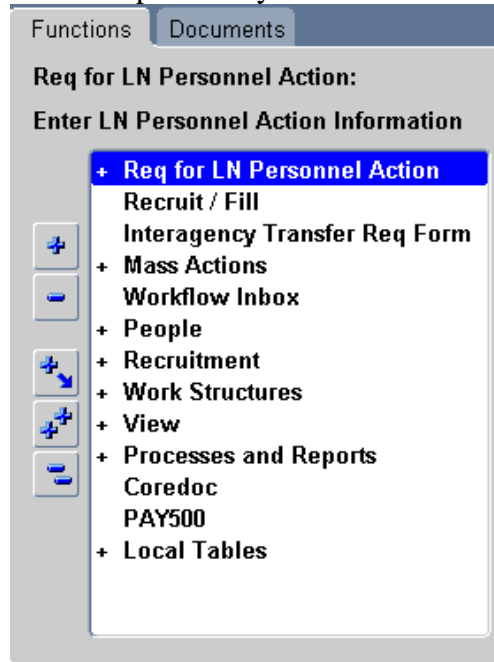 Functions Documents
Req for LN Personnel Action:
Enter LN Personnel Action Information
+ Req for LN Personnel Action
Recruit / Fill
Interagency Transfer Req Form
+ Mass Actions
Workflow Inbox
+ People
+ Recruitment
+ Work Structures
+ View
+ Processes and Reports
Coredoc
PAY500
+ Local Tables